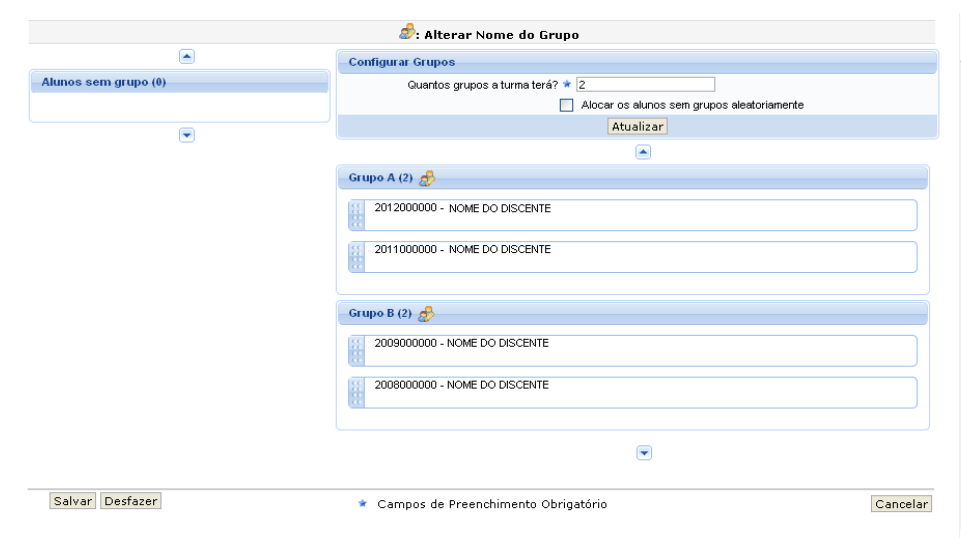 : Alterar Nome do Grupo
Alunos sem grupo (0)
Configurar Grupos
Quantos grupos a turma terá? 2
Alocar os alunos sem grupos aleatoriamente
Atualizar
Grupo A (2)
2012000000 - NOME DO DISCENTE
2011000000 - NOME DO DISCENTE
Grupo B (2)
2009000000 - NOME DO DISCENTE
2008000000 - NOME DO DISCENTE
Salvar Desfazer Campos de Preenchimento Obrigatório Cancelar